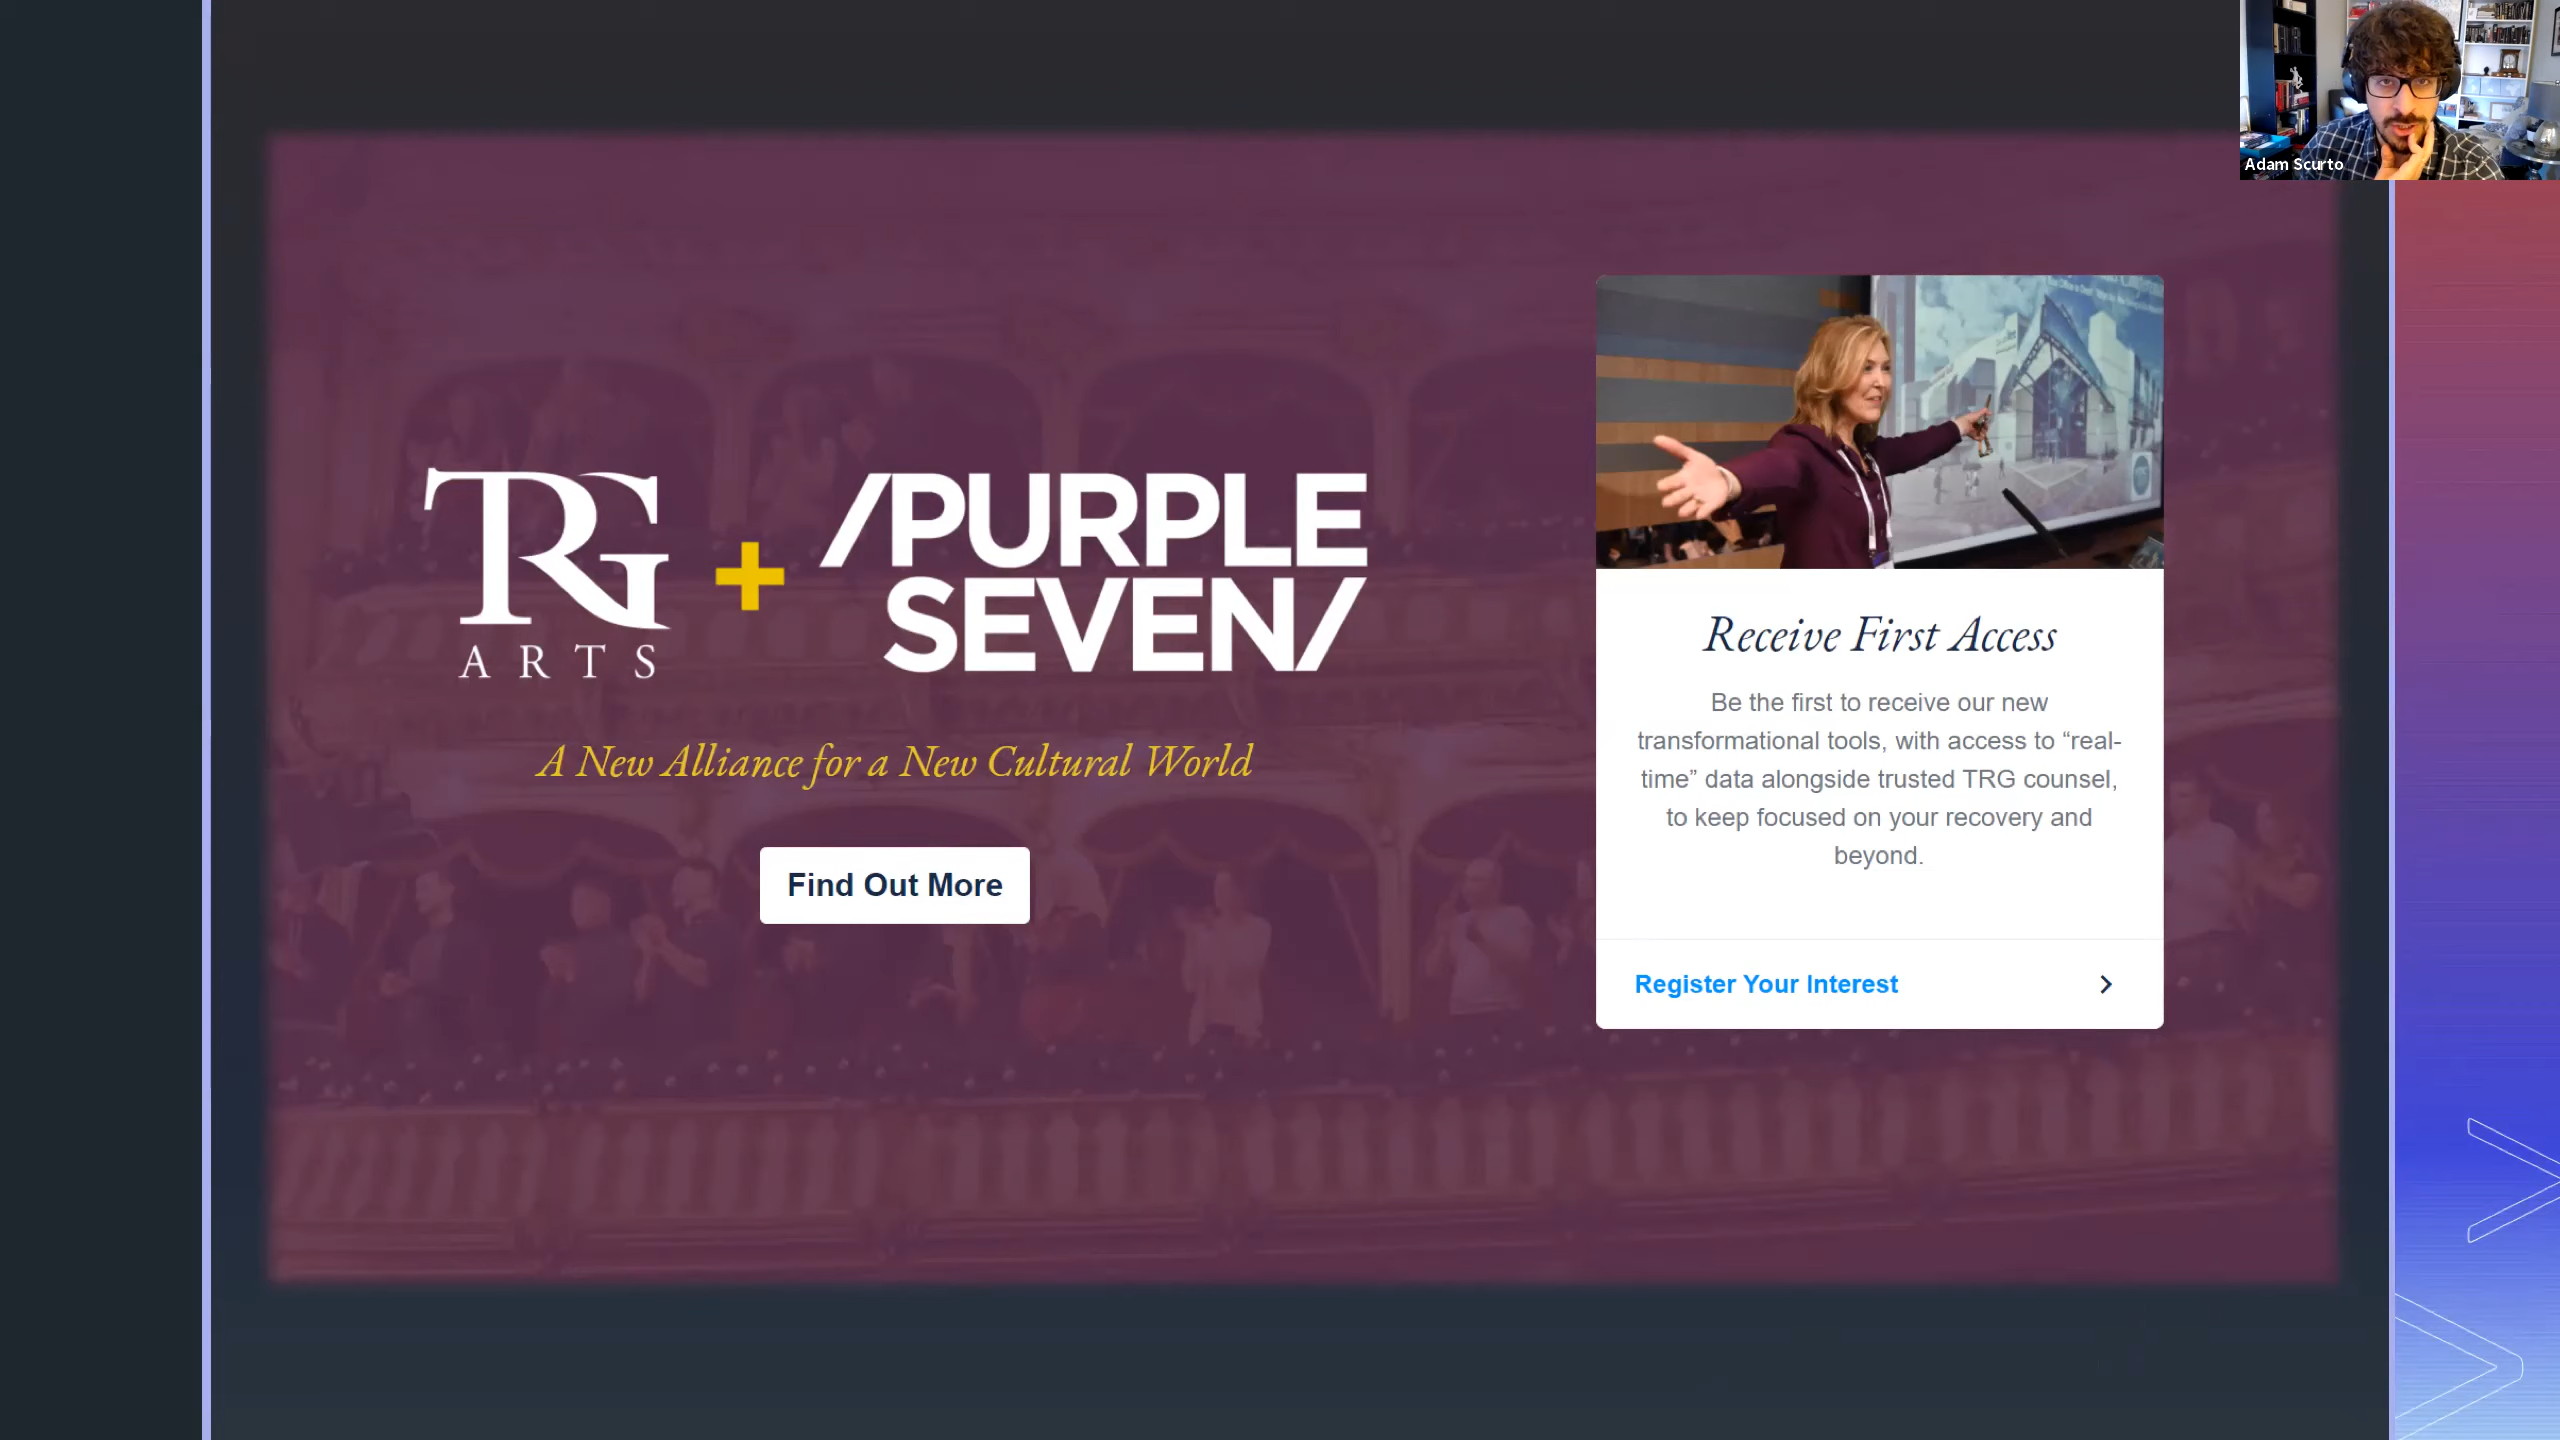 Adam Scurto
TRG
ARTS
+
/PURPLE
SEVEN/
A New Alliance for a New Cultural World
Find Out More
Receive First Access
Be the first to receive our new
transformational tools, with access to “real-
time” data alongside trusted TRG counsel,
to keep focused on your recovery and
beyond.
Register Your Interest